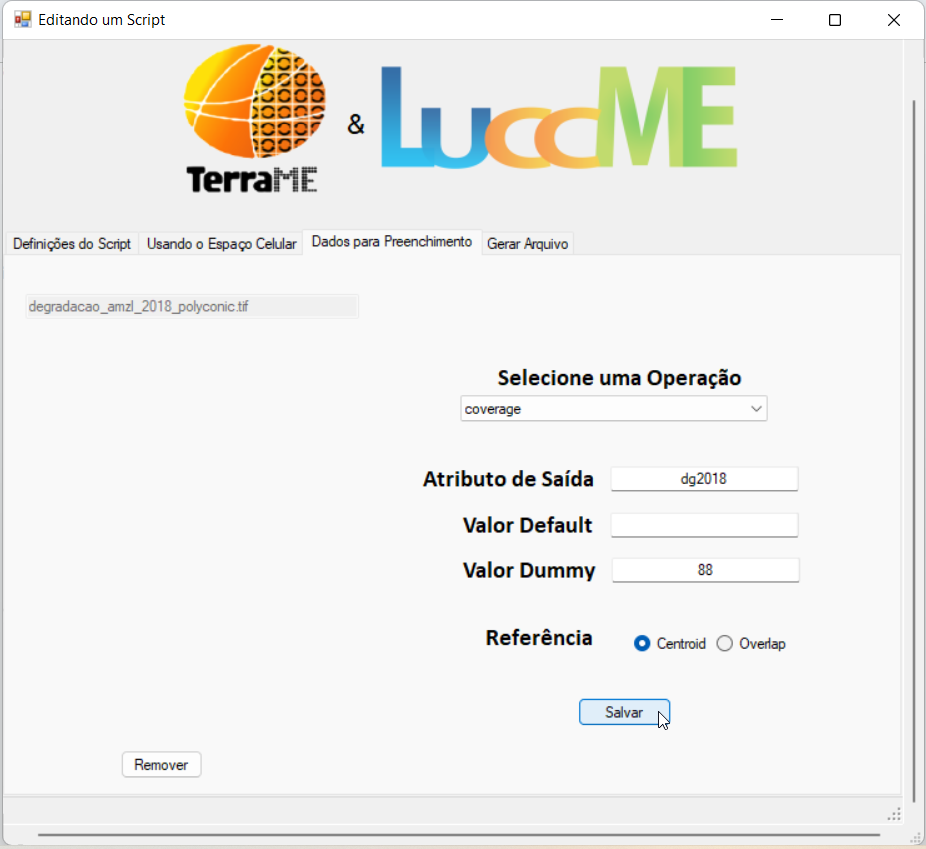 Editando um Script
TerraME
&
LuccME
Definições do Script
Usando o Espaço Celular
Dados para Preenchimento
Gerar Arquivo
degradacao_amzl_2018_polyconic.tif
Selecione uma Operação
coverage
Atributo de Saída
dg2018
Valor Default
Valor Dummy
88
Referência
Centroid
Overlap
Salvar
Remover